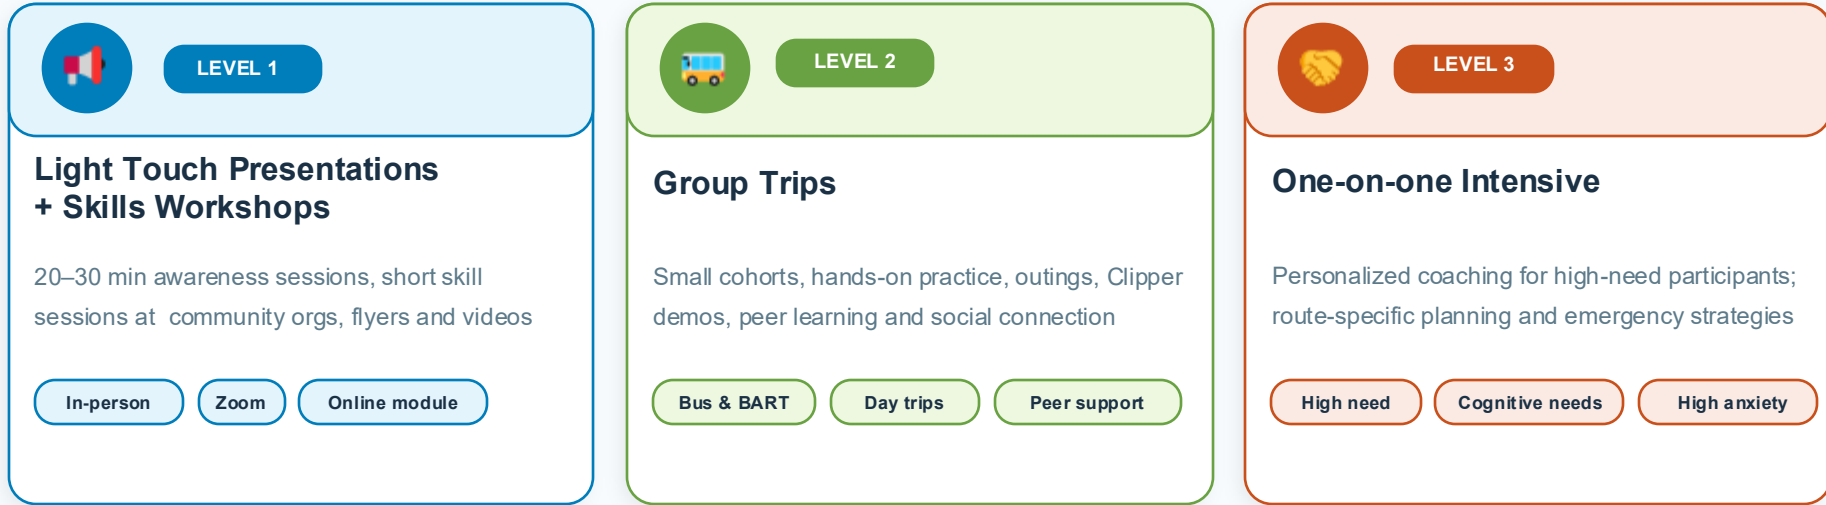 LEVEL 1
Light Touch Presentations
+ Skills Workshops
20–30 min awareness sessions, short skill
sessions at  community orgs, flyers and videos
In-person
Zoom
Online module
LEVEL 2
Group Trips
Small cohorts, hands-on practice, outings, Clipper
demos, peer learning and social connection
Bus & BART
Day trips
Peer support
LEVEL 3
One-on-one Intensive
Personalized coaching for high-need participants;
route-specific planning and emergency strategies
High need
Cognitive needs
High anxiety